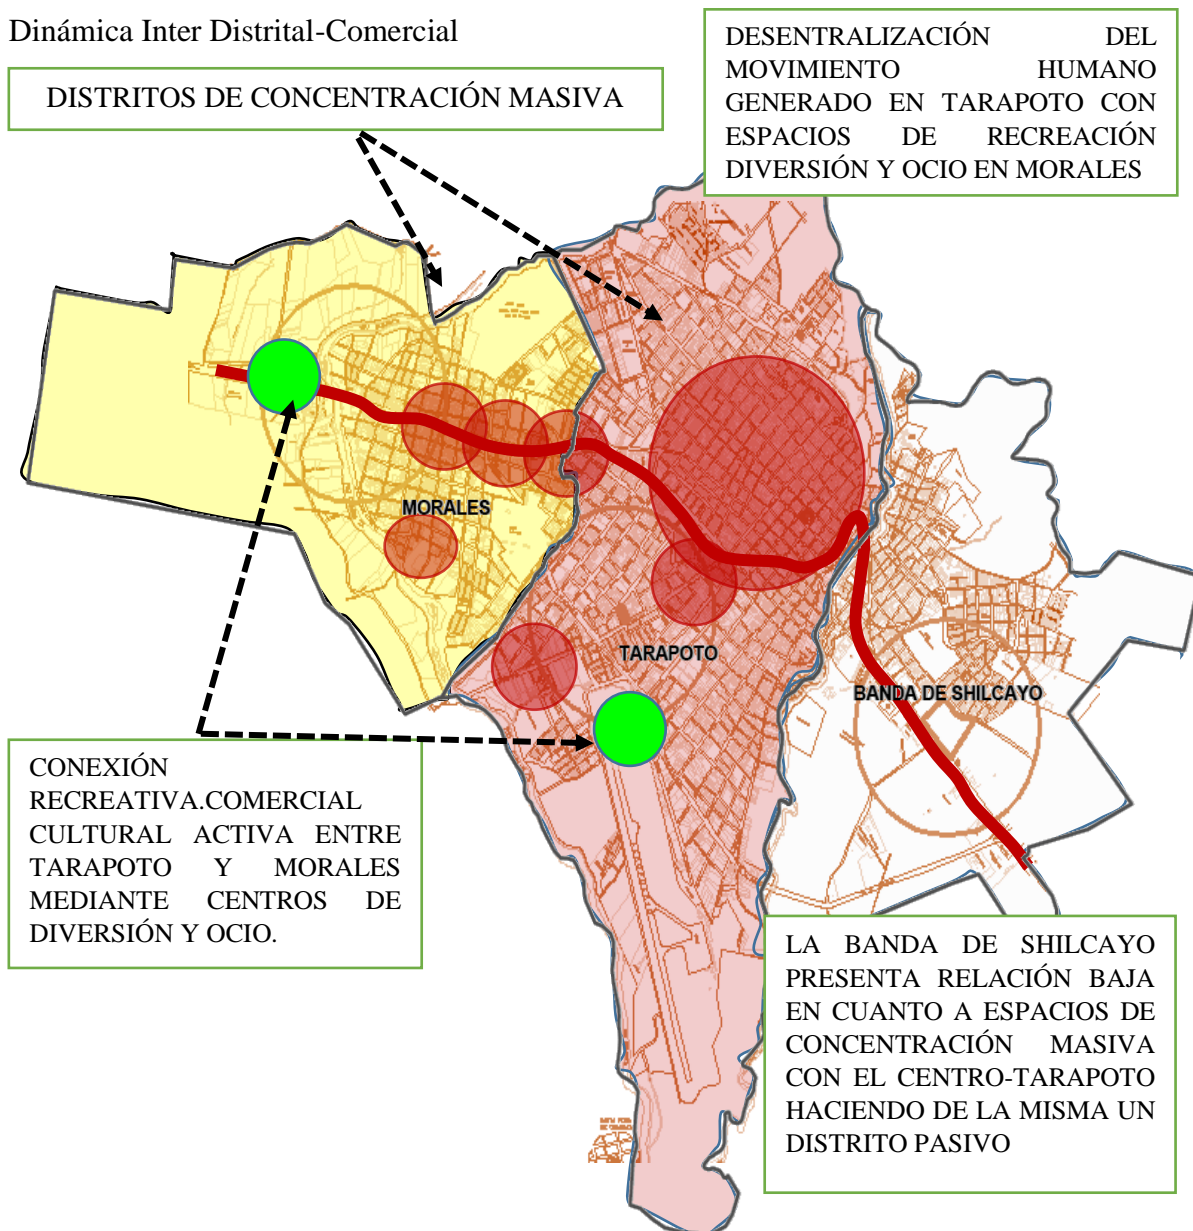 Dinámica Inter Distrital-Comercial
DISTRITOS DE CONCENTRACIÓN MASIVA
DESENTRALIZACIÓN DEL
MOVIMIENTO HUMANO
GENERADO EN TARAPOTO CON
ESPACIOS DE RECREACIÓN
DIVERSIÓN Y OCIO EN MORALES
MORALES
TARAPOTO
BANDA DE SHILCAYO
CONEXIÓN
RECREATIVA.COMERCIAL
CULTURAL ACTIVA ENTRE
TARAPOTO Y MORALES
MEDIANTE CENTROS DE
DIVERSIÓN Y OCIO.
LA BANDA DE SHILCAYO
PRESENTA RELACIÓN BAJA
EN CUANTO A ESPACIOS DE
CONCENTRACIÓN MASIVA
CON EL CENTRO-TARAPOTO
HACIENDO DE LA MISMA UN
DISTRITO PASIVO